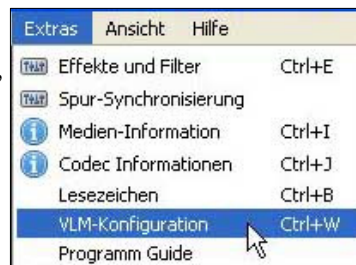 Extras Ansicht Hilfe
Effekte und Filter Ctrl+E
Spur-Synchronisierung
Medien-Information Ctrl+I
Codec Informationen Ctrl+J
Lesezeichen Ctrl+B
VLM-Konfiguration Ctrl+W
Programm Guide